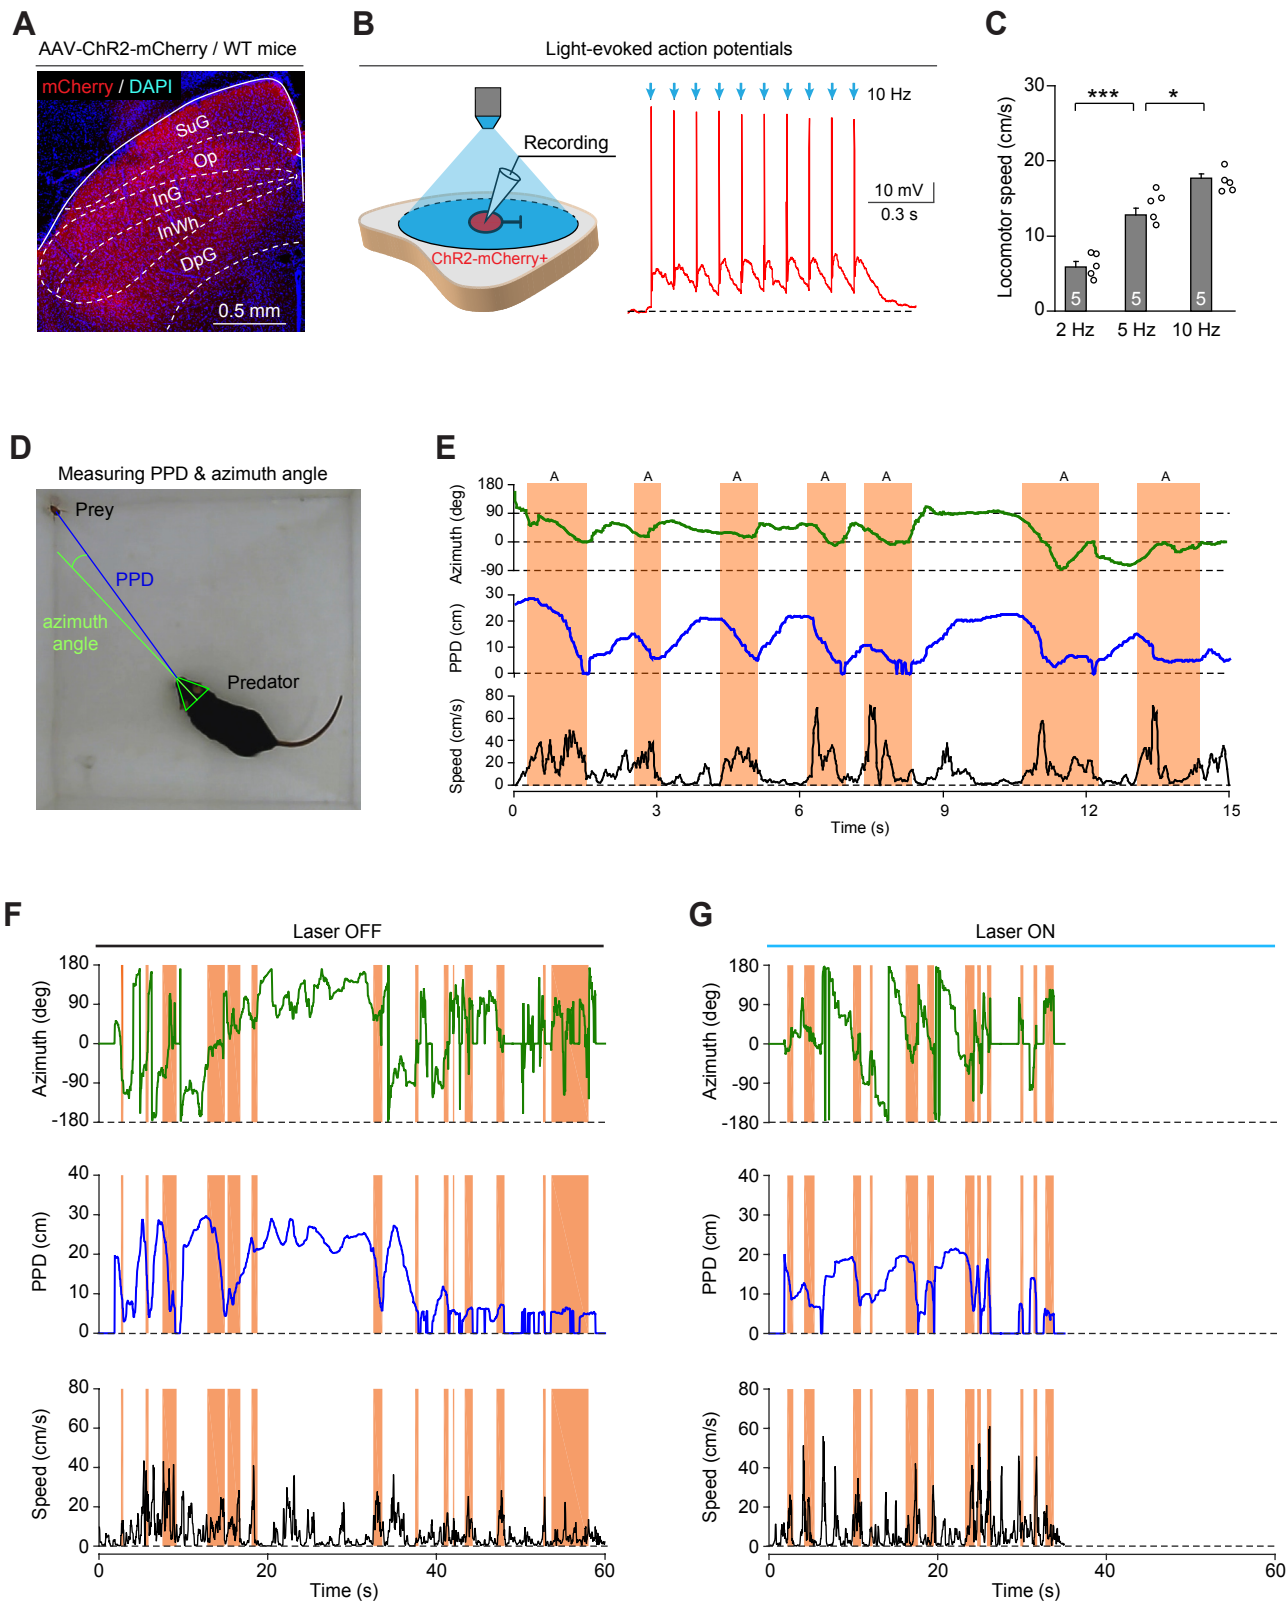 A
AAV-ChR2-mCherry / WT mice
mCherry / DAPI
SuG
Op
InG
InWh
DpG
0.5 mm
B
Light-evoked action potentials
Recording
ChR2-mCherry+
10 Hz
10 mV
0.3 s
C
Locomotor speed (cm/s)
30
20
10
0
***
*
5
5
5
2 Hz
5 Hz
10 Hz
D
Measuring PPD & azimuth angle
Prey
PPD
azimuth
angle
Predator
E
A
A
A
A
A
A
A
Azimuth (deg)
180
90
0
-90
PPD (cm)
30
20
10
0
Speed (cm/s)
80
60
40
20
0
0
3
6
9
12
15
Time (s)
F
Laser OFF
Azimuth (deg)
180
90
0
-90
-180
PPD (cm)
40
30
20
10
0
Speed (cm/s)
80
60
40
20
0
0
20
40
60
Time (s)
G
Laser ON
Azimuth (deg)
180
90
0
-90
-180
PPD (cm)
40
30
20
10
0
Speed (cm/s)
80
60
40
20
0
0
20
40
60
Time (s)